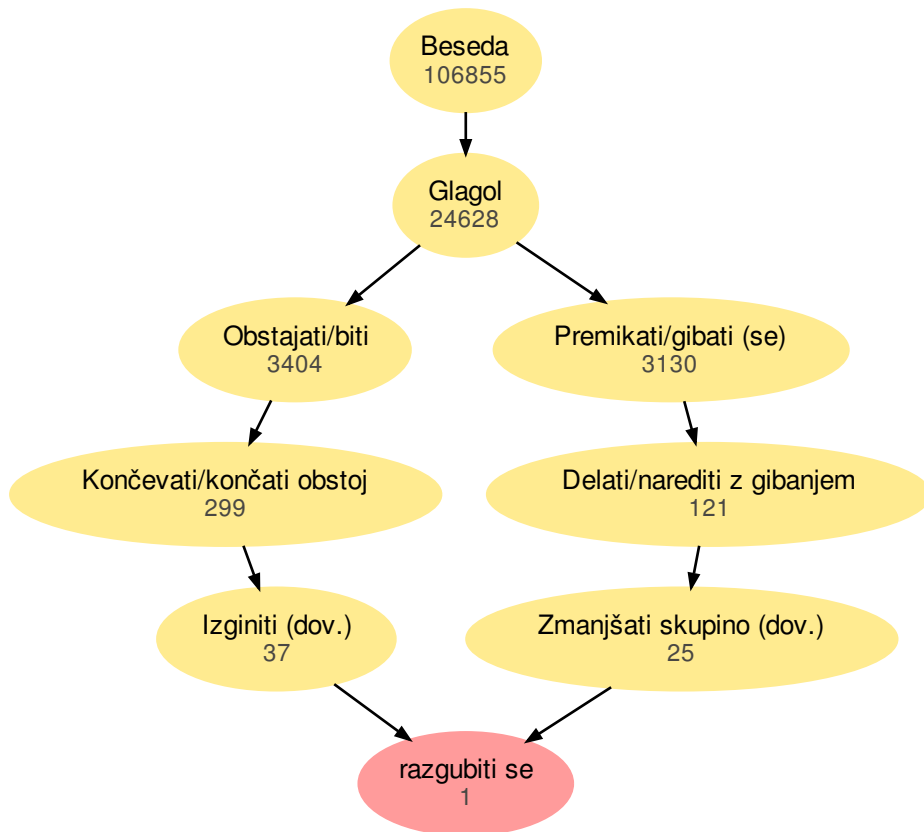 Beseda
106855
Glagol
24628
Obstajati/biti
3404
Premikati/gibati (se)
3130
Končevati/končati obstoj
299
Delati/narediti z gibanjem
121
Izginiti (dov.)
37
Zmanjšati skupino (dov.)
25
razgubiti se
1